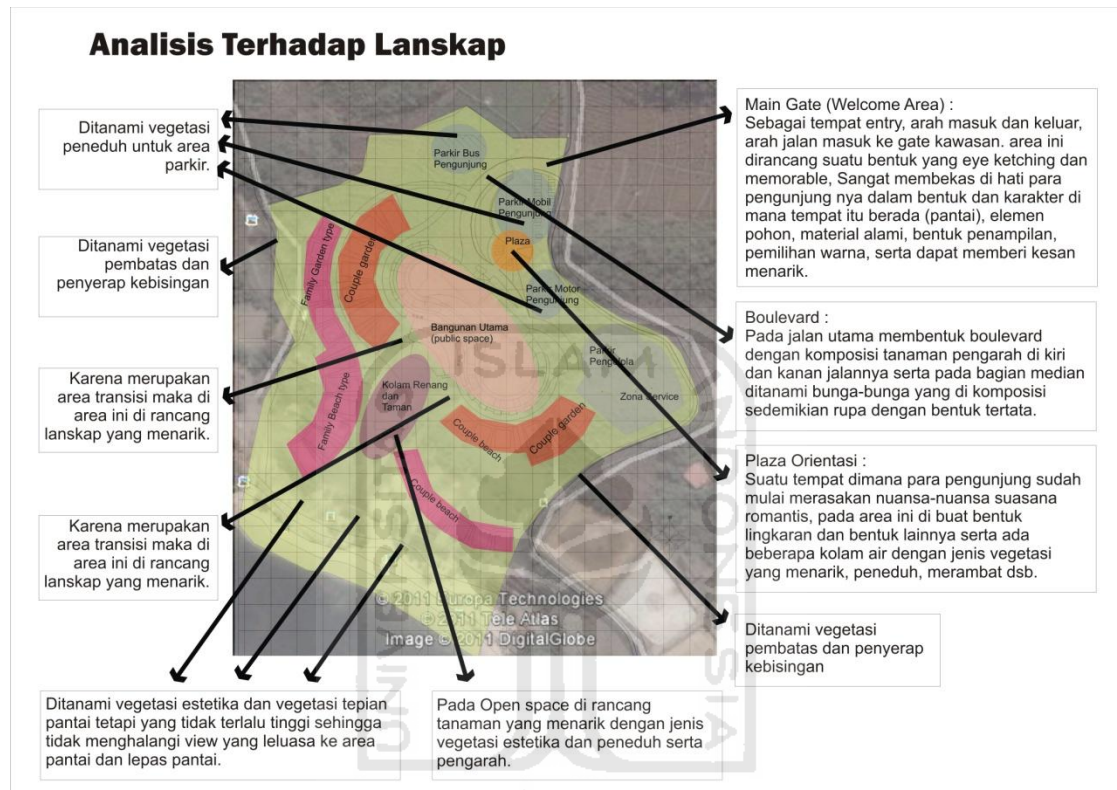 Analisis Terhadap Lanskap
Ditanami vegetasi
peneduh untuk area
parkir.
Ditanami vegetasi
pembatas dan
penyerap kebisingan
Karena merupakan
area transisi maka di
area ini di rancang
lanskap yang menarik.
Karena merupakan
area transisi maka di
area ini di rancang
lanskap yang menarik.
Parkir Bus
Pengunjung
Parkir Mobil
Pengunjung
Plaza
Parkir Motor
Pengunjung
Family Garden type
Couple garden
Bangunan Utama
(public space)
Parkir
Pengelola
Zona Service
Kolam Renang
dan
Taman
Family Beach type
Couple beach
Couple garden
Couple beach
© 2011 Europa Technologies
© 2011 Tele Atlas
Image © 2011 DigitalGlobe
UNIVERSITAS
ISLAM
INDONESIA
Main Gate (Welcome Area) :
Sebagai tempat entry, arah masuk dan keluar,
arah jalan masuk ke gate kawasan. area ini
dirancang suatu bentuk yang eye ketching dan
memorable, Sangat membekas di hati para
pengunjung nya dalam bentuk dan karakter di
mana tempat itu berada (pantai), elemen
pohon, material alami, bentuk penampilan,
pemilihan warna, serta dapat memberi kesan
menarik.
Boulevard :
Pada jalan utama membentuk boulevard
dengan komposisi tanaman pengarah di kiri
dan kanan jalannya serta pada bagian median
ditanami bunga-bunga yang di komposisi
sedemikian rupa dengan bentuk tertata.
Plaza Orientasi :
Suatu tempat dimana para pengunjung sudah
mulai merasakan nuansa-nuansa suasana
romantis, pada area ini di buat bentuk
lingkaran dan bentuk lainnya serta ada
beberapa kolam air dengan jenis vegetasi
yang menarik, peneduh, merambat dsb.
Ditanami vegetasi
pembatas dan penyerap
kebisingan
Ditanami vegetasi estetika dan vegetasi tepian
pantai tetapi yang tidak terlalu tinggi sehingga
tidak menghalangi view yang leluasa ke area
pantai dan lepas pantai.
Pada Open space di rancang
tanaman yang menarik dengan jenis
vegetasi estetika dan peneduh serta
pengarah.